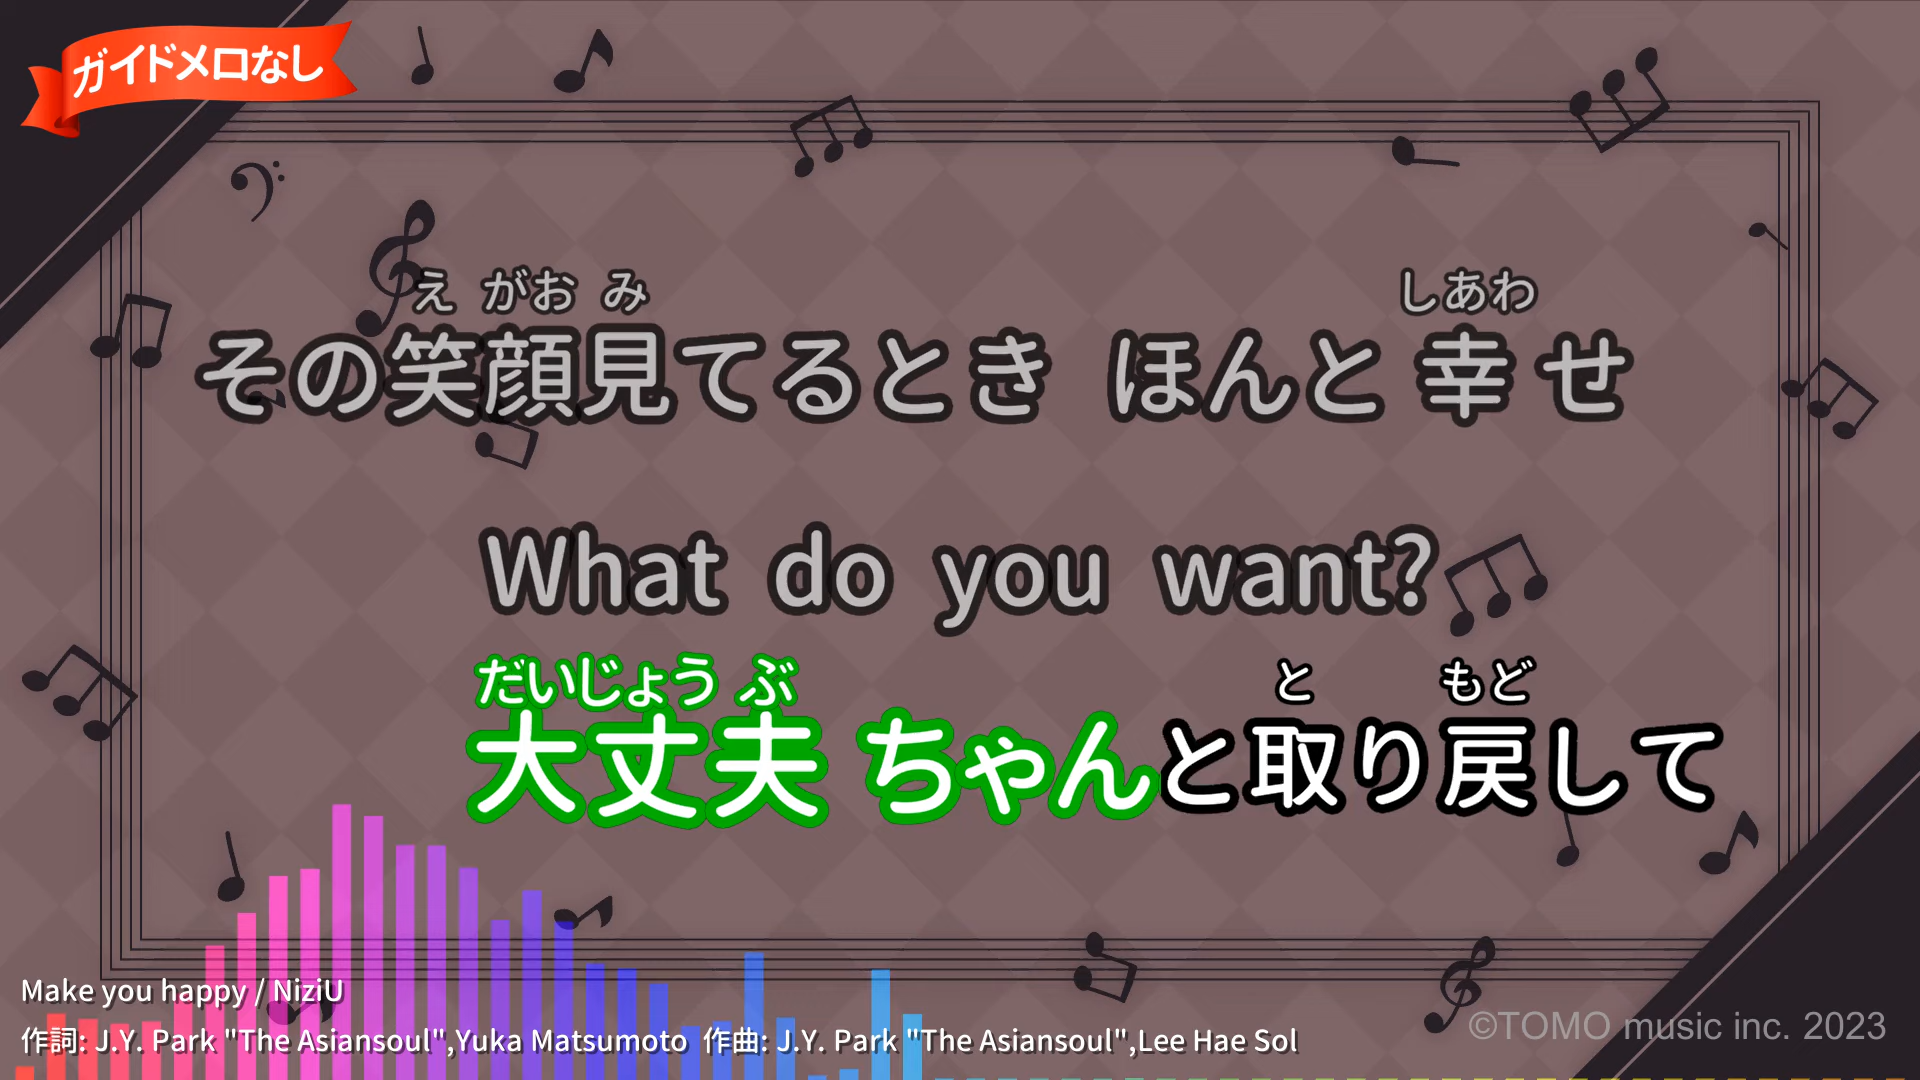 ガイドメロなし
え がお み しあわ
その笑顔見てるとき ほんと 幸せ
What do you want?
だいじょう ぶ と もど
大丈夫 ちゃんと取り戻して
Make you happy / NiziU
作詞: J.Y. Park "The Asiansoul",Yuka Matsumoto 作曲: J.Y. Park "The Asiansoul",Lee Hae Sol
©TOMO music inc. 2023